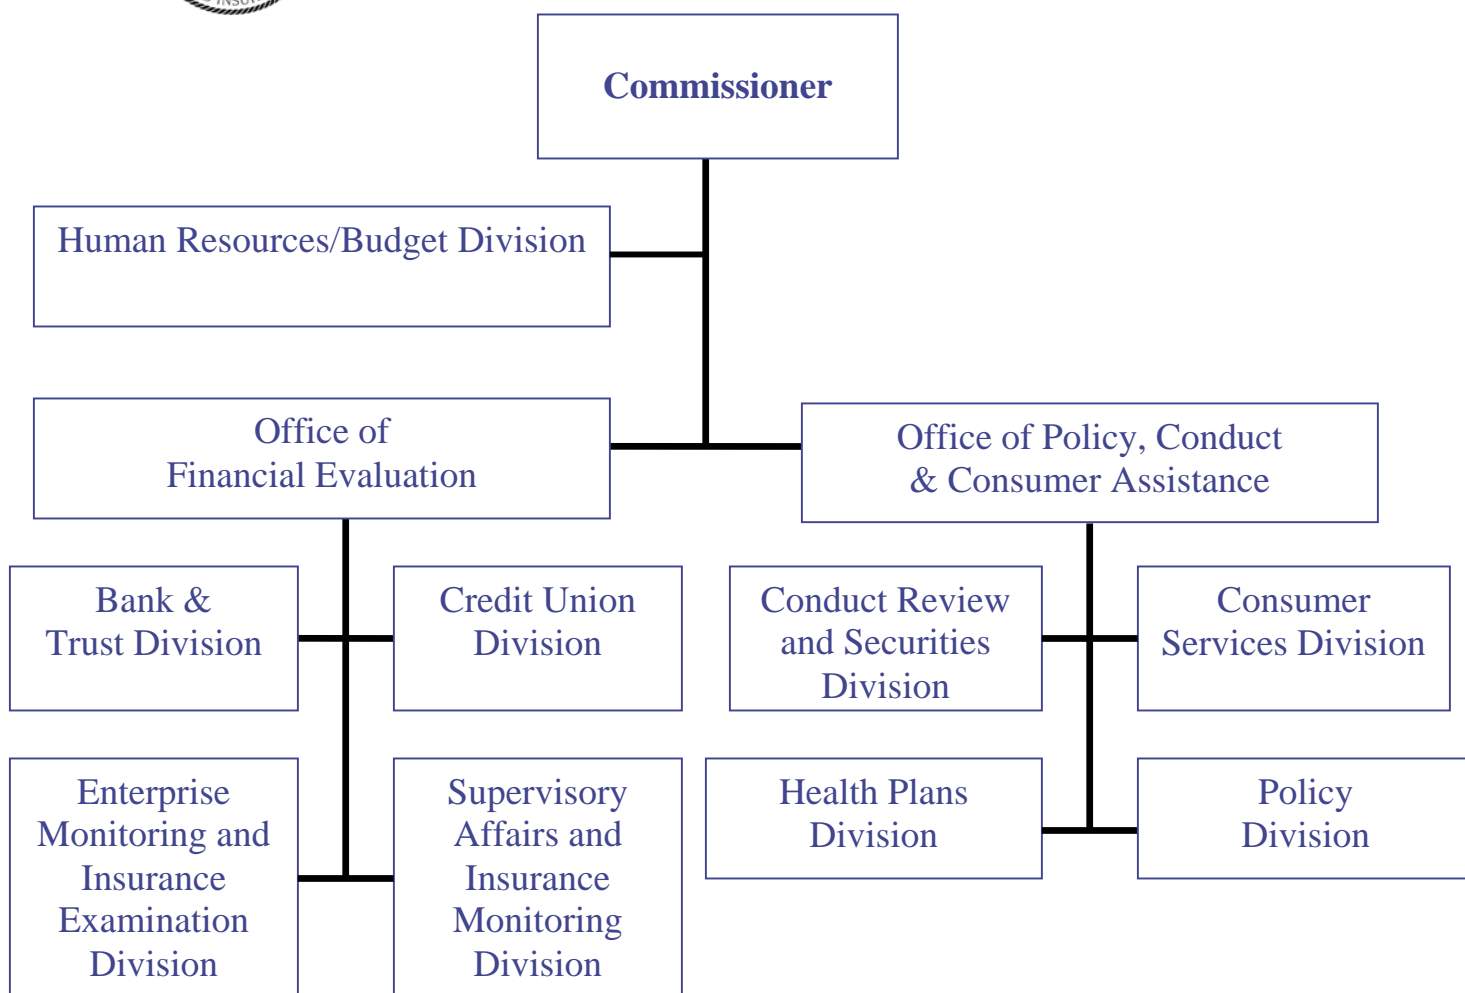 INSUR
Commissioner
Human Resources/Budget Division
Office of
Financial Evaluation
Office of Policy, Conduct
& Consumer Assistance
Bank &
Trust Division
Credit Union
Division
Conduct Review
and Securities
Division
Consumer
Services Division
Enterprise
Monitoring and
Insurance
Examination
Division
Supervisory
Affairs and
Insurance
Monitoring
Division
Health Plans
Division
Policy
Division